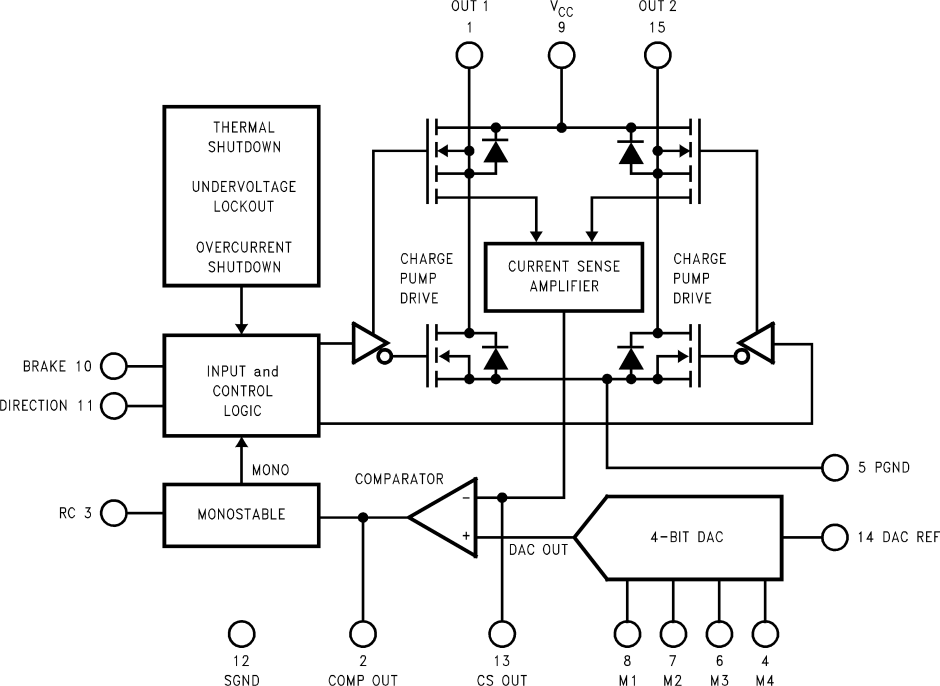 OUT 1
1
VCC
9
OUT 2
15
THERMAL
SHUTDOWN
UNDERVOLTAGE
LOCKOUT
OVERCURRENT
SHUTDOWN
CHARGE
PUMP
DRIVE
CURRENT SENSE
AMPLIFIER
CHARGE
PUMP
DRIVE
BRAKE 10
DIRECTION 11
INPUT and
CONTROL
LOGIC
MONO
COMPARATOR
5 PGND
RC 3
MONOSTABLE
-
+
DAC OUT
4-BIT DAC
14 DAC REF
12
SGND
2
COMP OUT
13
CS OUT
8
M1
7
M2
6
M3
4
M4